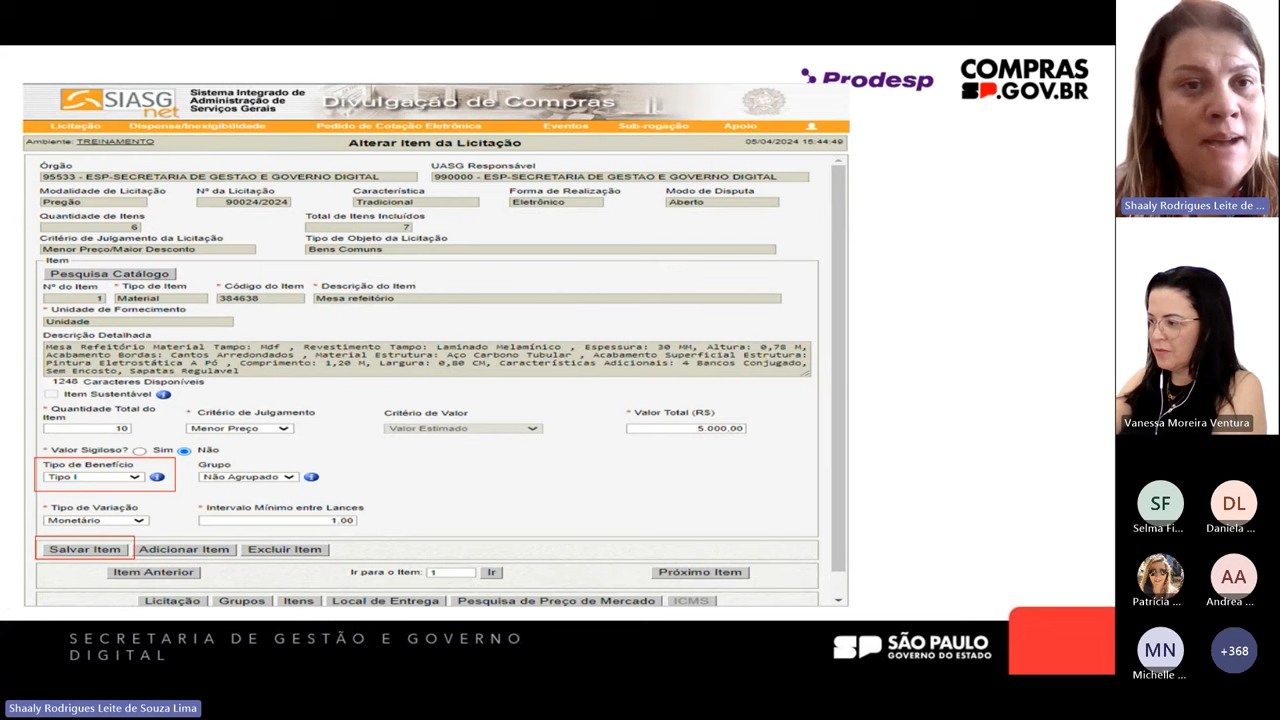 Prodesp
COMPRAS
SP.GOV.BR
SIASG
net
Sistema Integrado de
Administração de
Serviços Gerais
Divulgação de Compras
Licitação Dispensa/Inexigibilidade Pedido de Cotação Eletrônica Eventos Sub-rogação Apoio
Ambiente: TREINAMENTO Alterar Item da Licitação 05/04/2024 15:44:49
Órgão UASG Responsável
95533 - ESP-SECRETARIA DE GESTAO E GOVERNO DIGITAL 990000 - ESP-SECRETARIA DE GESTAO E GOVERNO DIGITAL
Modalidade de Licitação Nº da Licitação Característica Forma de Realização Modo de Disputa
Pregão 90024/2024 Tradicional Eletrônico Aberto
Quantidade de Itens Total de Itens Incluídos
6 7
Critério de Julgamento da Licitação Tipo de Objeto da Licitação
Menor Preço/Maior Desconto Bens Comuns
Item
Pesquisa Catálogo
Nº do Item * Tipo de Item * Código do Item * Descrição do Item
1 Material 384638 Mesa refeitório
* Unidade de Fornecimento
Unidade
Descrição Detalhada
Mesa Refeitório Material Tampo: Mdf , Revestimento Tampo: Laminado Melamínico , Espessura: 30 MM, Altura: 0,78 M,
Acabamento Bordas: Cantos Arredondados , Material Estrutura: Aço Carbono Tubular , Acabamento Superficial Estrutura:
Pintura Eletrostática A Pó , Comprimento: 1,20 M, Largura: 0,80 CM, Características Adicionais: 4 Bancos Conjugado,
Sem Encosto, Sapatas Regulavel
1248 Caracteres Disponíveis
Item Sustentável
* Quantidade Total do
Item
* Critério de Julgamento Critério de Valor * Valor Total (R$)
10 Menor Preço Valor Estimado 5.000,00
* Valor Sigiloso? Sim Não
Tipo de Benefício Grupo
Tipo I Não Agrupado
* Tipo de Variação * Intervalo Mínimo entre Lances
Monetário 1,00
Salvar Item Adicionar Item Excluir Item
Item Anterior Ir para o Item: 1 Ir Próximo Item
Licitação Grupos Itens Local de Entrega Pesquisa de Preço de Mercado ICMS
SECRETARIA DE GESTÃO E GOVERNO
DIGITAL
SP SÃO PAULO
GOVERNO DO ESTADO
Shaaly Rodrigues Leite de Souza Lima
Shaaly Rodrigues Leite de ...
Vanessa Moreira Ventura
SF DL
Selma Fi... Daniela ...
AA
Patrícia ... Andrea ...
MN +368
Michelle ...